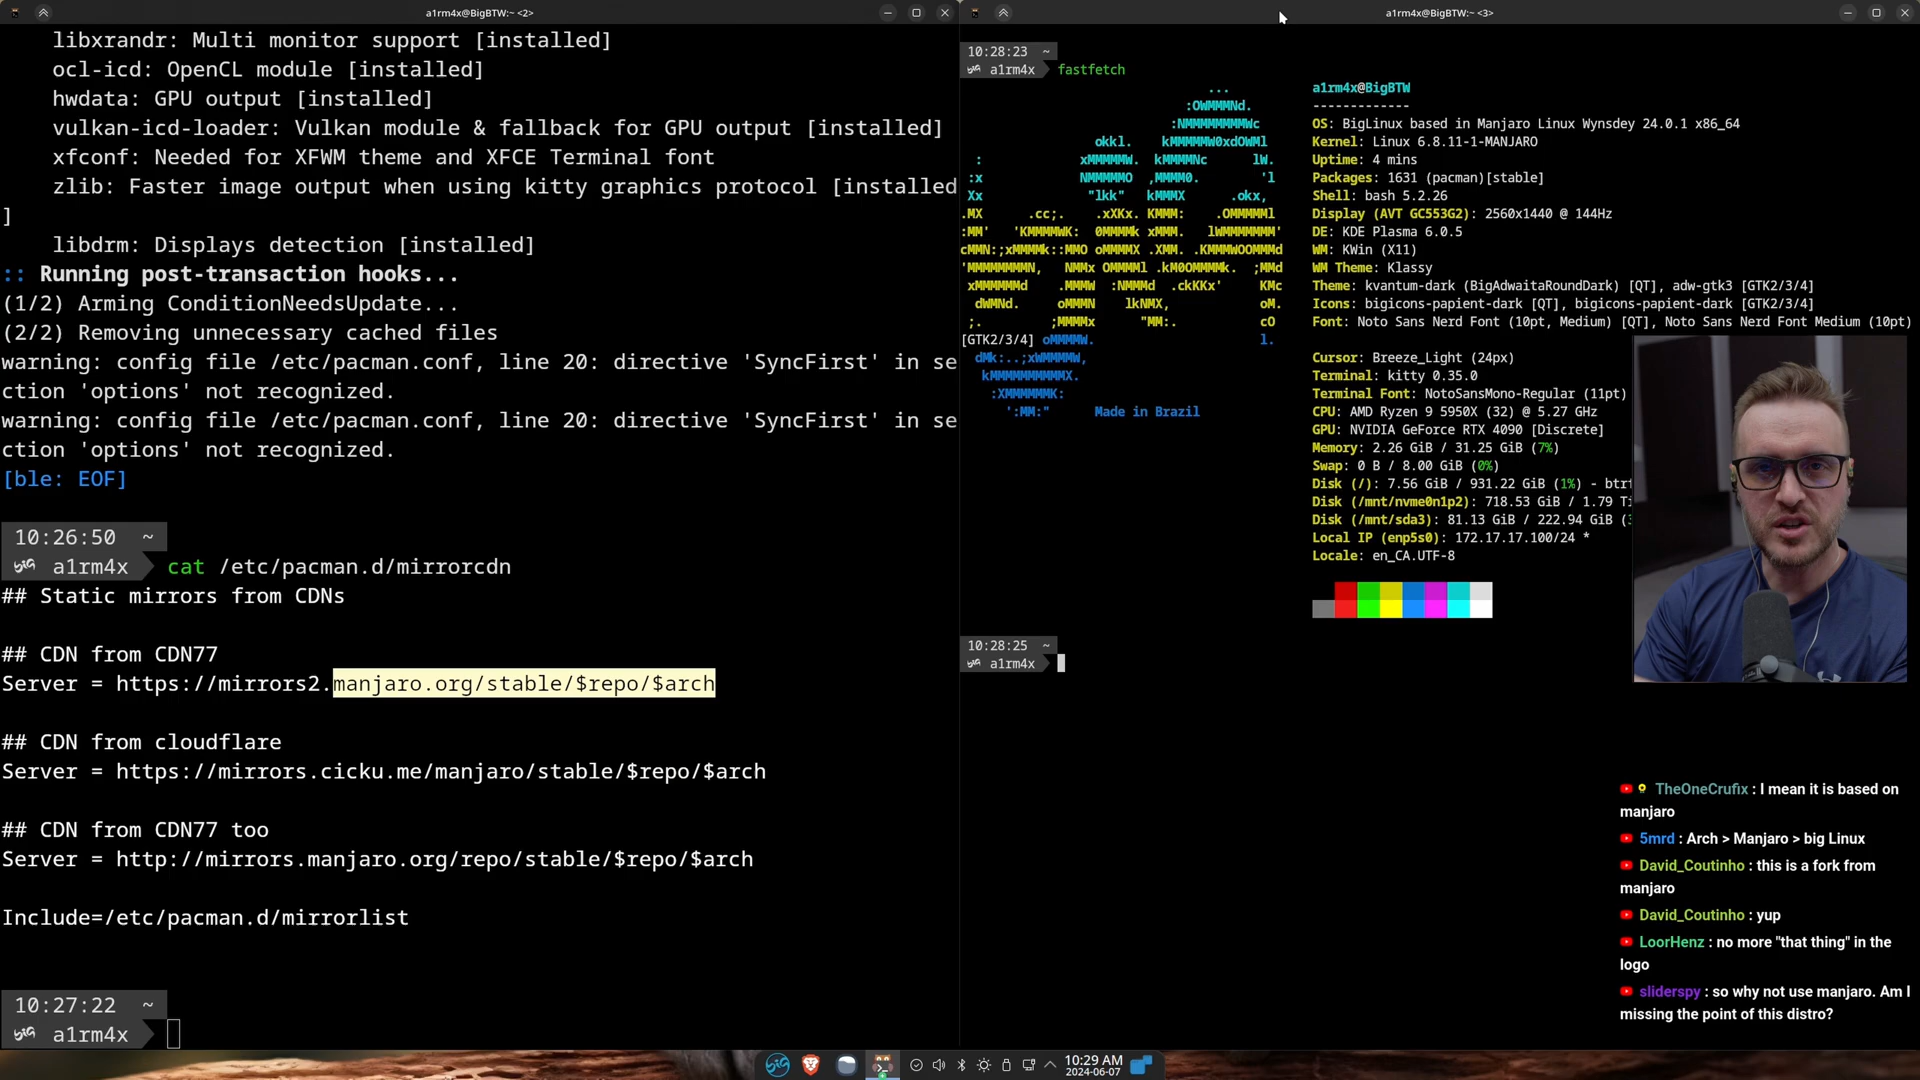 a1rm4x@BigBTW:~ <2>
libxrandr: Multi monitor support [installed]
ocl-icd: OpenCL module [installed]
hwdata: GPU output [installed]
vulkan-icd-loader: Vulkan module & fallback for GPU output [installed]
xfconf: Needed for XFWM theme and XFCE Terminal font
zlib: Faster image output when using kitty graphics protocol [installed
]
libdrm: Displays detection [installed]
:: Running post-transaction hooks...
(1/2) Arming ConditionNeedsUpdate...
(2/2) Removing unnecessary cached files
warning: config file /etc/pacman.conf, line 20: directive 'SyncFirst' in se
ction 'options' not recognized.
warning: config file /etc/pacman.conf, line 20: directive 'SyncFirst' in se
ction 'options' not recognized.
[ble: EOF]
10:26:50 ~
a1rm4x cat /etc/pacman.d/mirrorcdn
## Static mirrors from CDNs
## CDN from CDN77
Server = https://mirrors2.manjaro.org/stable/$repo/$arch
## CDN from cloudflare
Server = https://mirrors.cicku.me/manjaro/stable/$repo/$arch
## CDN from CDN77 too
Server = http://mirrors.manjaro.org/repo/stable/$repo/$arch
Include=/etc/pacman.d/mirrorlist
10:27:22 ~
a1rm4x
a1rm4x@BigBTW:~ <3>
10:28:23 ~
a1rm4x fastfetch
a1rm4x@BigBTW
-------------
OS: BigLinux based in Manjaro Linux Wynsdey 24.0.1 x86_64
Kernel: Linux 6.8.11-1-MANJARO
Uptime: 4 mins
Packages: 1631 (pacman)[stable]
Shell: bash 5.2.26
Display (AVT GC553G2): 2560x1440 @ 144Hz
DE: KDE Plasma 6.0.5
WM: KWin (X11)
WM Theme: Klassy
Theme: kvantum-dark (BigAdwaitaRoundDark) [QT], adw-gtk3 [GTK2/3/4]
Icons: bigicons-papient-dark [QT], bigicons-papient-dark [GTK2/3/4]
Font: Noto Sans Nerd Font (10pt, Medium) [QT], Noto Sans Nerd Font Medium (10pt)
[GTK2/3/4]
Cursor: Breeze_Light (24px)
Terminal: kitty 0.35.0
Terminal Font: NotoSansMono-Regular (11pt)
CPU: AMD Ryzen 9 5950X (32) @ 5.27 GHz
GPU: NVIDIA GeForce RTX 4090 [Discrete]
Memory: 2.26 GiB / 31.25 GiB (7%)
Swap: 0 B / 8.00 GiB (0%)
Disk (/): 7.56 GiB / 931.22 GiB (1%) - btr
Disk (/mnt/nvme0n1p2): 718.53 GiB / 1.79 Ti
Disk (/mnt/sda3): 81.13 GiB / 222.94 GiB (
Local IP (enp5s0): 172.17.17.100/24 *
Locale: en_CA.UTF-8
Made in Brazil
10:28:25 ~
a1rm4x
TheOneCrufix : I mean it is based on
manjaro
5mrd : Arch > Manjaro > big Linux
David_Coutinho : this is a fork from
manjaro
David_Coutinho : yup
LoorHenz : no more "that thing" in the
logo
sliderspy : so why not use manjaro. Am I
missing the point of this distro?
10:29 AM
2024-06-07